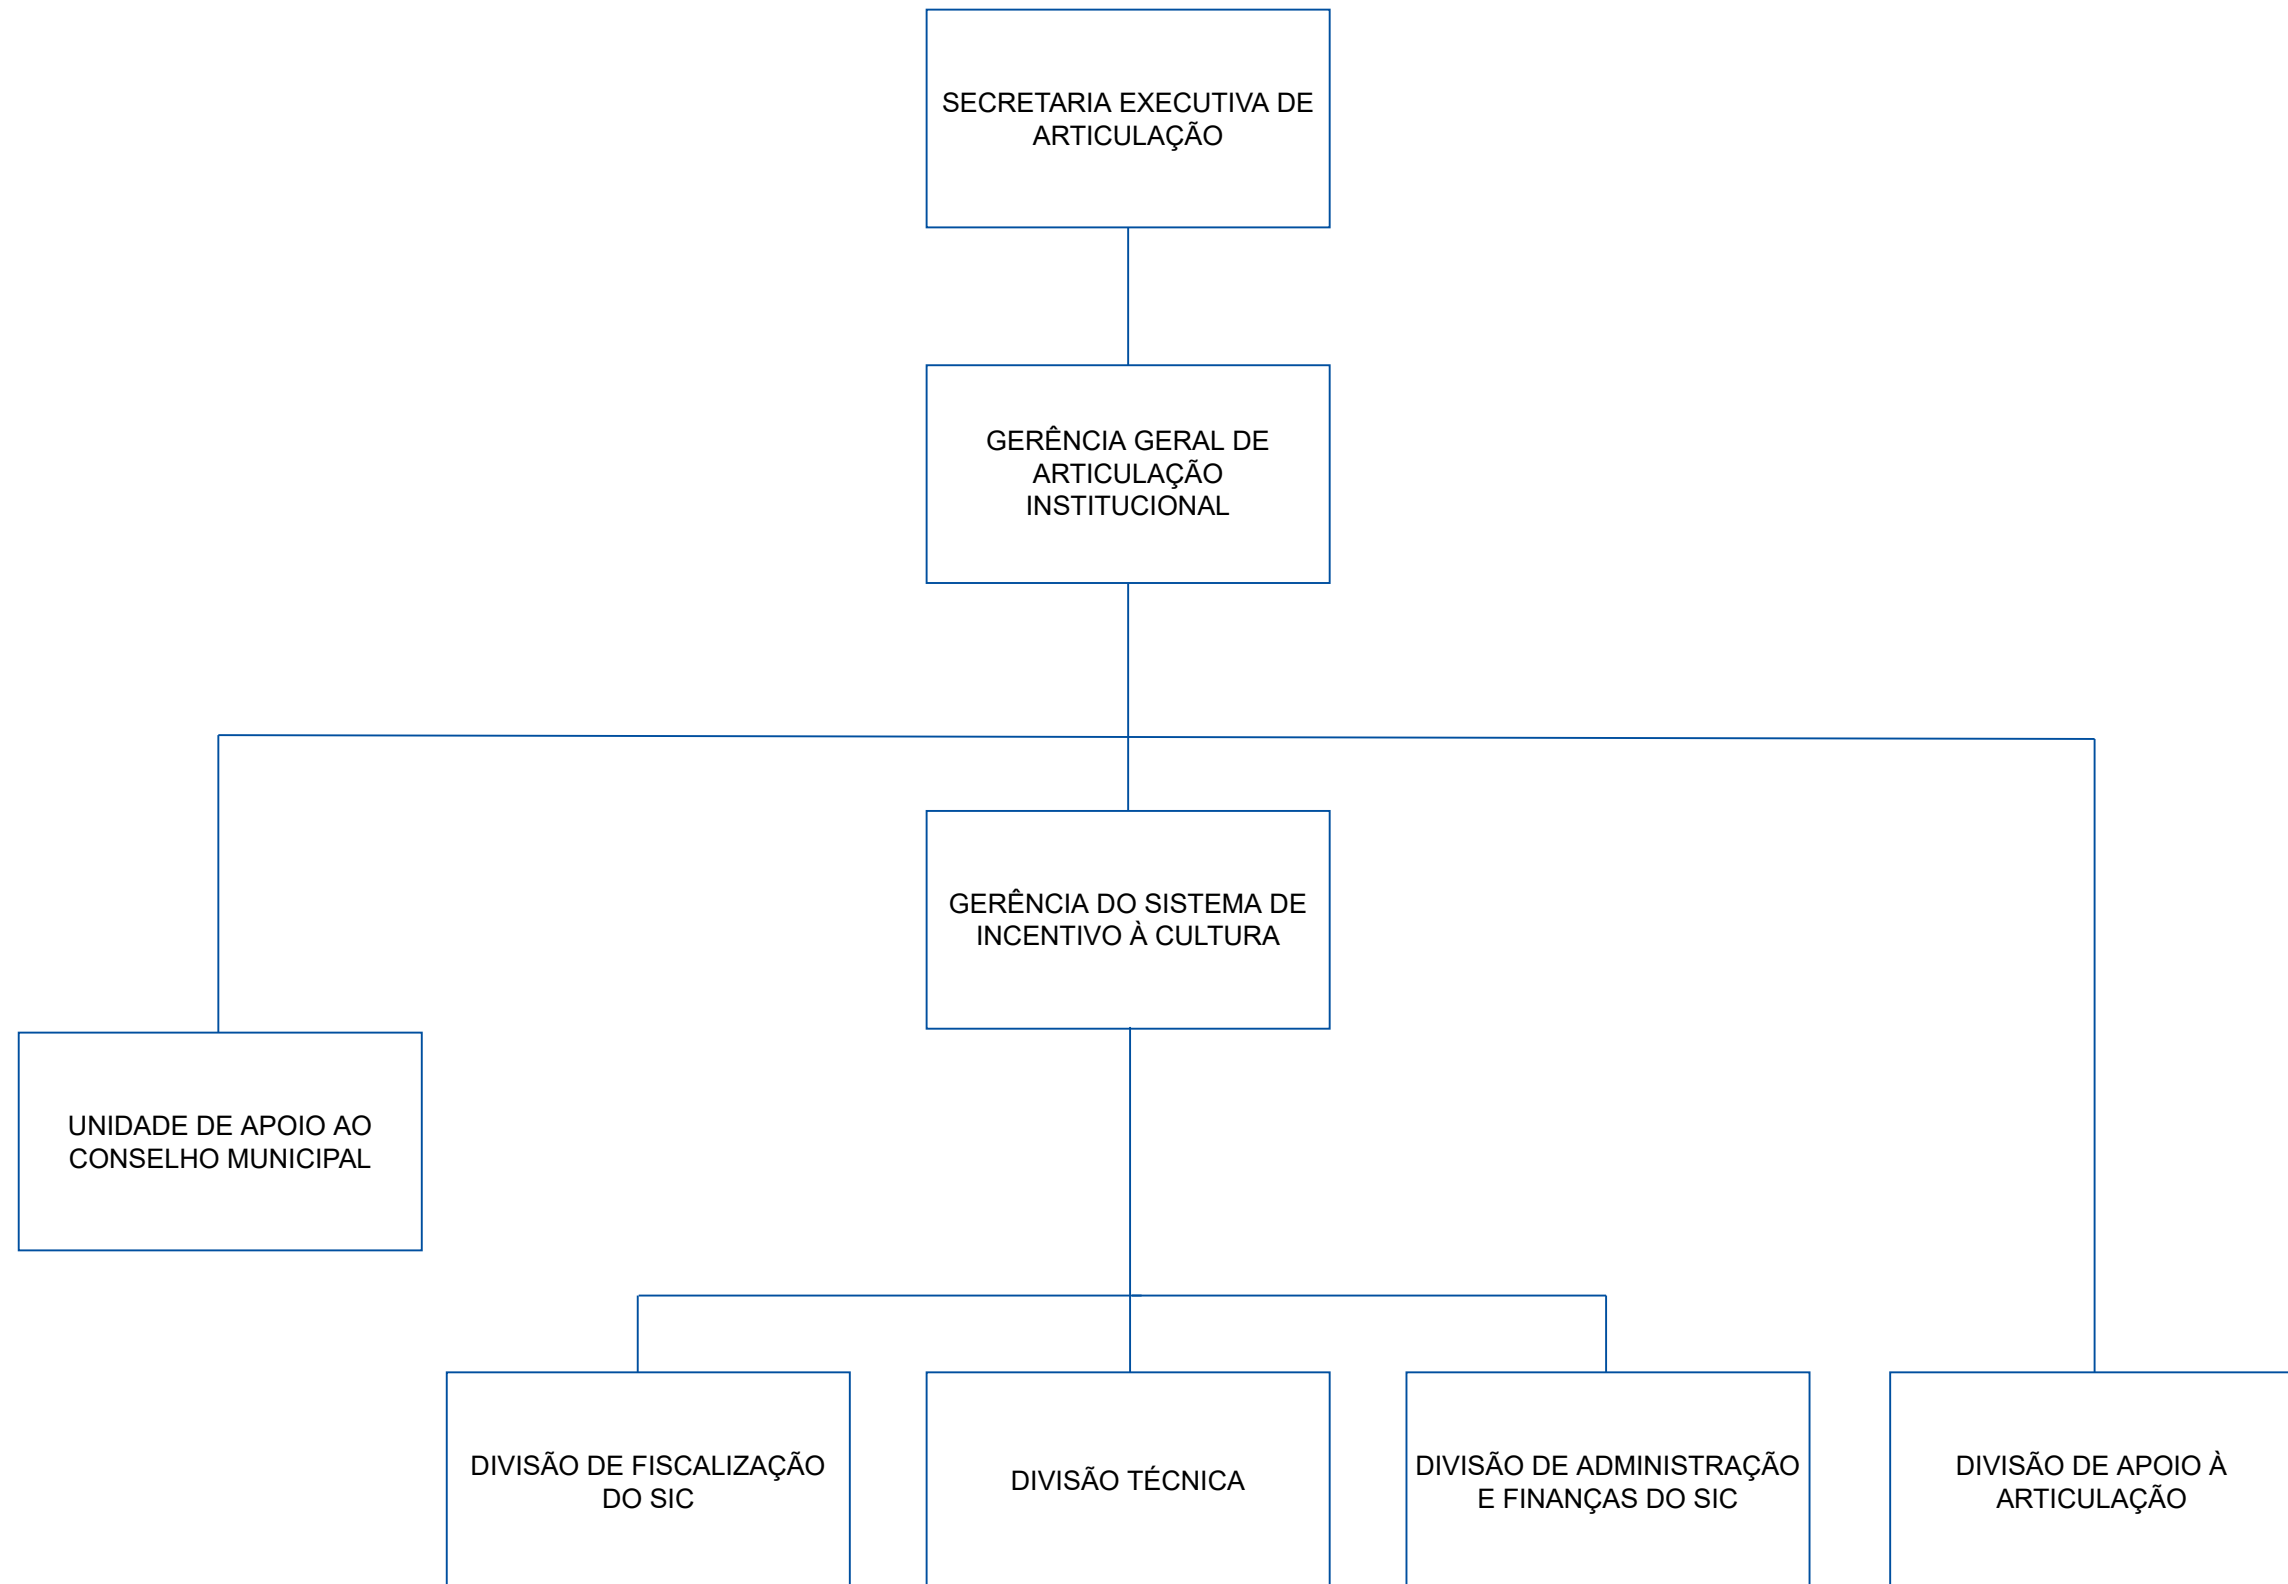 SECRETARIA EXECUTIVA DE
ARTICULAÇÃO
GERÊNCIA GERAL DE
ARTICULAÇÃO
INSTITUCIONAL
GERÊNCIA DO SISTEMA DE
INCENTIVO À CULTURA
UNIDADE DE APOIO AO
CONSELHO MUNICIPAL
DIVISÃO DE FISCALIZAÇÃO
DO SIC
DIVISÃO TÉCNICA
DIVISÃO DE ADMINISTRAÇÃO
E FINANÇAS DO SIC
DIVISÃO DE APOIO À
ARTICULAÇÃO